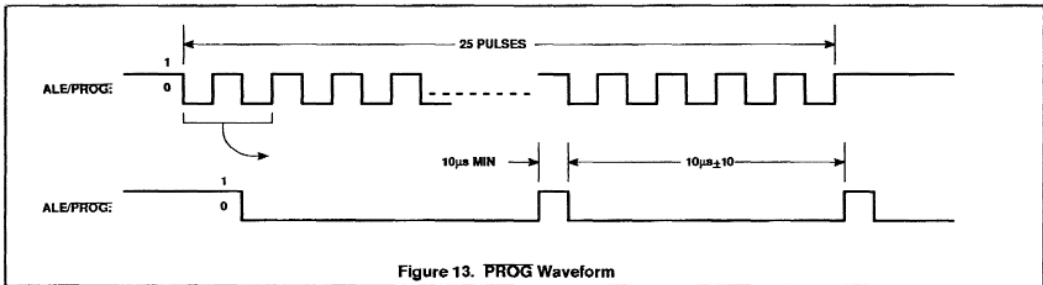 25 PULSES
1
ALE/PROG:
0
10µs MIN
10µs±10
1
ALE/PROG:
0
Figure 13. PROG Waveform